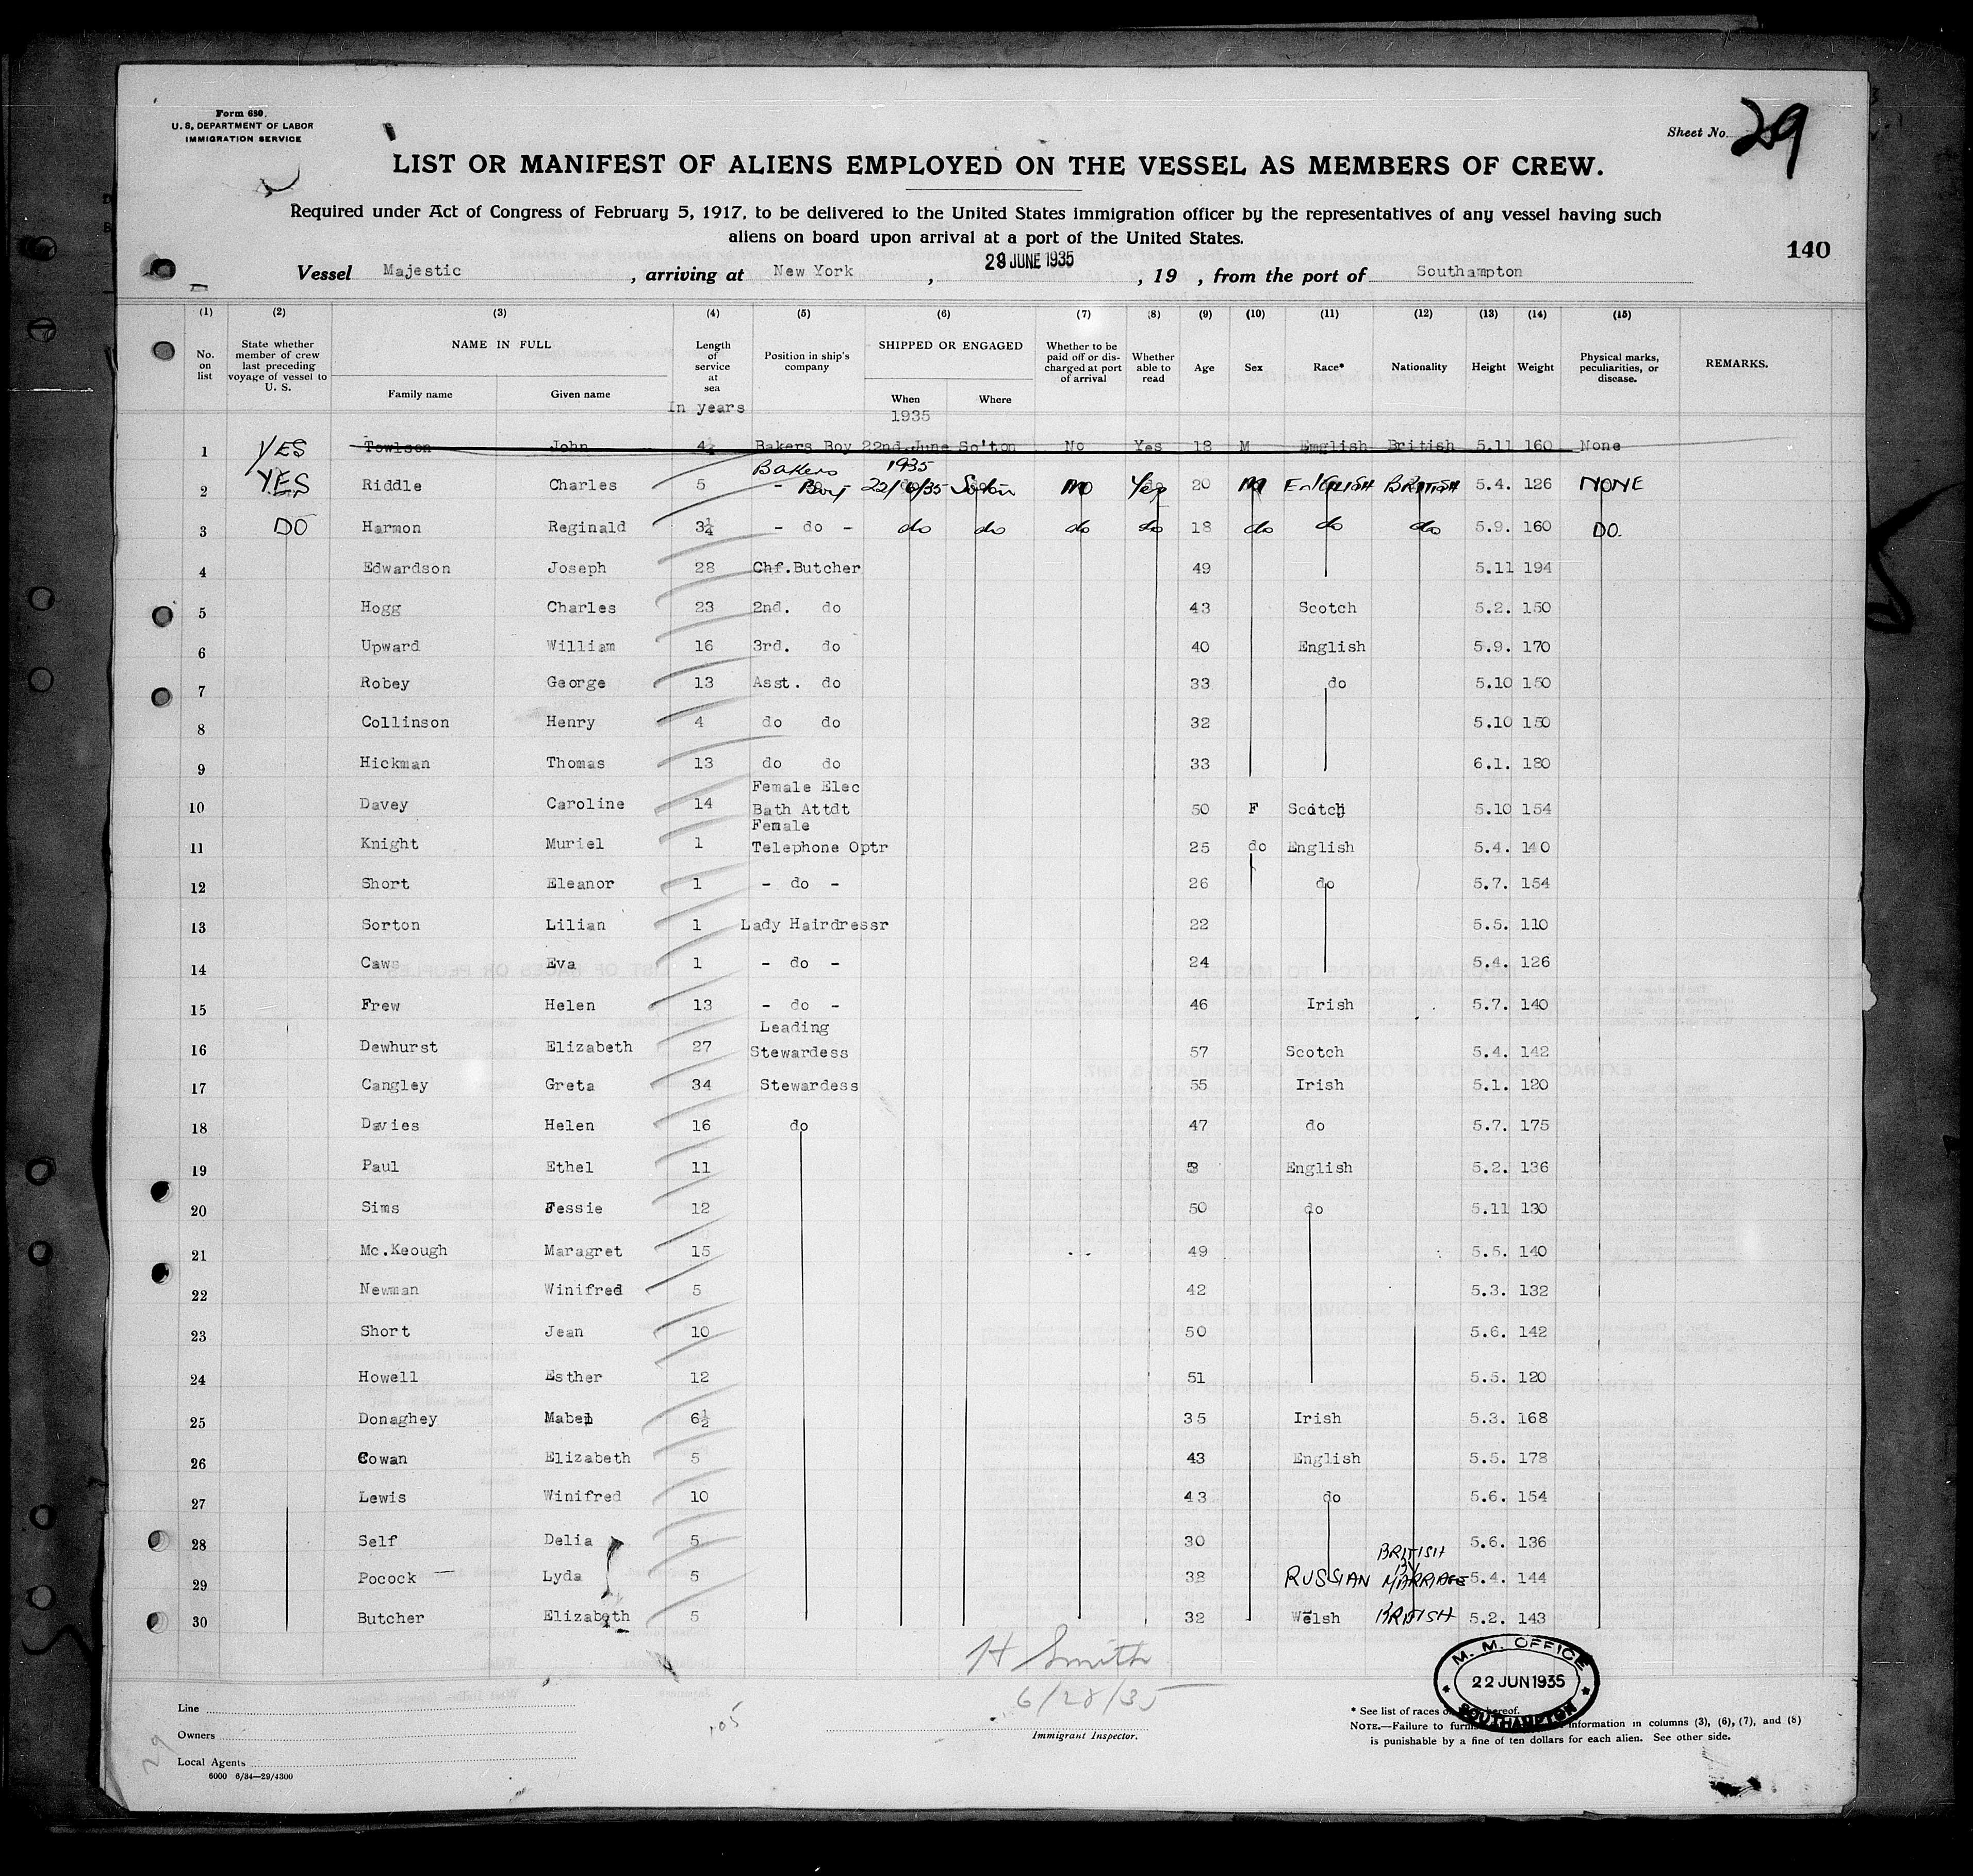 Form 680.
U. S. DEPARTMENT OF LABOR
IMMIGRATION SERVICE
Sheet No. 29
LIST OR MANIFEST OF ALIENS EMPLOYED ON THE VESSEL AS MEMBERS OF CREW.
Required under Act of Congress of February 5, 1917, to be delivered to the United States immigration officer by the representatives of any vessel having such
aliens on board upon arrival at a port of the United States.
140
Vessel Majestic, arriving at New York, 28 JUNE 1935, 19 , from the port of Southampton
(1) (2) (3) (4) (5) (6) (7) (8) (9) (10) (11) (12) (13) (14) (15)
No. on list State whether member of crew last preceding voyage of vessel to U. S. NAME IN FULL Family name Given name Length of service at sea Position in ship's company SHIPPED OR ENGAGED When Where Whether to be paid off or discharged at port of arrival Whether able to read Age Sex Race* Nationality Height Weight Physical marks, peculiarities, or disease. REMARKS.
In years 1935
1 YES Towlson John 4½ Bakers Boy 22nd.June So'ton No Yes 18 M English British 5.11 160 None
2 YES Riddle Charles 5 Bakers Boy 1935 22/6/35 So'ton NO Yes 20 M ENGLISH BRITISH 5.4. 126 NONE
3 DO Harmon Reginald 3¼ - do - do do do do 18 do do do 5.9. 160 DO.
4 Edwardson Joseph 28 Chf.Butcher 49 5.11 194
5 Hogg Charles 23 2nd. do 43 Scotch 5.2. 150
6 Upward William 16 3rd. do 40 English 5.9. 170
7 Robey George 13 Asst. do 33 do 5.10 150
8 Collinson Henry 4 do do 32 5.10 150
9 Hickman Thomas 13 do do 33 6.1. 180
10 Davey Caroline 14 Female Elec Bath Attdt 50 F Scotch 5.10 154
11 Knight Muriel 1 Female Telephone Optr 25 do English 5.4. 140
12 Short Eleanor 1 - do - 26 do 5.7. 154
13 Sorton Lilian 1 Lady Hairdressr 22 5.5. 110
14 Caws Eva 1 - do - 24 5.4. 126
15 Frew Helen 13 - do - 46 Irish 5.7. 140
16 Dewhurst Elizabeth 27 Leading Stewardess 57 Scotch 5.4. 142
17 Cangley Greta 34 Stewardess 55 Irish 5.1. 120
18 Davies Helen 16 do 47 do 5.7. 175
19 Paul Ethel 11 English 5.2. 136
20 Sims Jessie 12 50 do 5.11 130
21 Mc.Keough Maragret 15 49 5.5. 140
22 Newman Winifred 5 42 5.3. 132
23 Short Jean 10 50 5.6. 142
24 Howell Esther 12 51 5.5. 120
25 Donaghey Mabel 6½ 35 Irish 5.3. 168
26 Cowan Elizabeth 5 43 English 5.5. 178
27 Lewis Winifred 10 43 do 5.6. 154
28 Self Delia 5 30 5.6. 136
29 Pocock Lyda 5 38 RUSSIAN BRITISH BY MARRIAGE 5.4. 144
30 Butcher Elizabeth 5 32 Welsh BRITISH 5.2. 143
H Smith
6/28/35
Immigrant Inspector.
M. M. OFFICE
22 JUN 1935
SOUTHAMPTON
Line
Owners
Local Agents
6000 6/34—29/4300
105
29
* See list of races on hereof.
NOTE.—Failure to furnish information in columns (3), (6), (7), and (8)
is punishable by a fine of ten dollars for each alien. See other side.